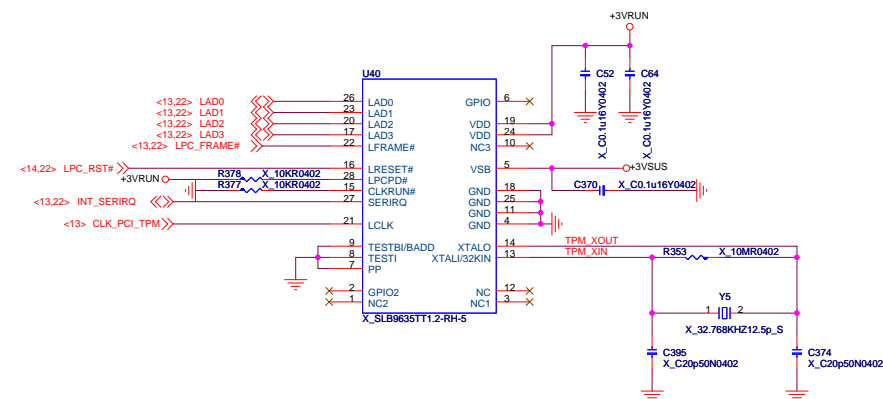 +3VRUN
U40
C52
C64
X_C0.1u16Y0402
X_C0.1u16Y0402
<13,22> LAD0 26 LAD0 GPIO 6
<13,22> LAD1 23 LAD1
<13,22> LAD2 20 LAD2 VDD 19
<13,22> LAD3 17 LAD3 VDD 24
<13,22> LPC_FRAME# 22 LFRAME# NC3 10
<14,22> LPC_RST# 16 LRESET# VSB 5 +3VSUS
+3VRUN R378 X_10KR0402 28 LPCPD#
R377 X_10KR0402 15 CLKRUN# GND 18 C370 X_C0.1u16Y0402
<13,22> INT_SERIRQ 27 SERIRQ GND 25
GND 11
<13> CLK_PCI_TPM 21 LCLK GND 4
9 TESTBI/BADD XTALO 14 TPM_XOUT
8 TESTI XTALI/32KIN 13 TPM_XIN R353 X_10MR0402
7 PP
2 GPIO2 NC 12
1 NC2 NC1 3
X_SLB9635TT1.2-RH-5
Y5
1 2
X_32.768KHZ12.5p_S
C395
X_C20p50N0402
C374
X_C20p50N0402